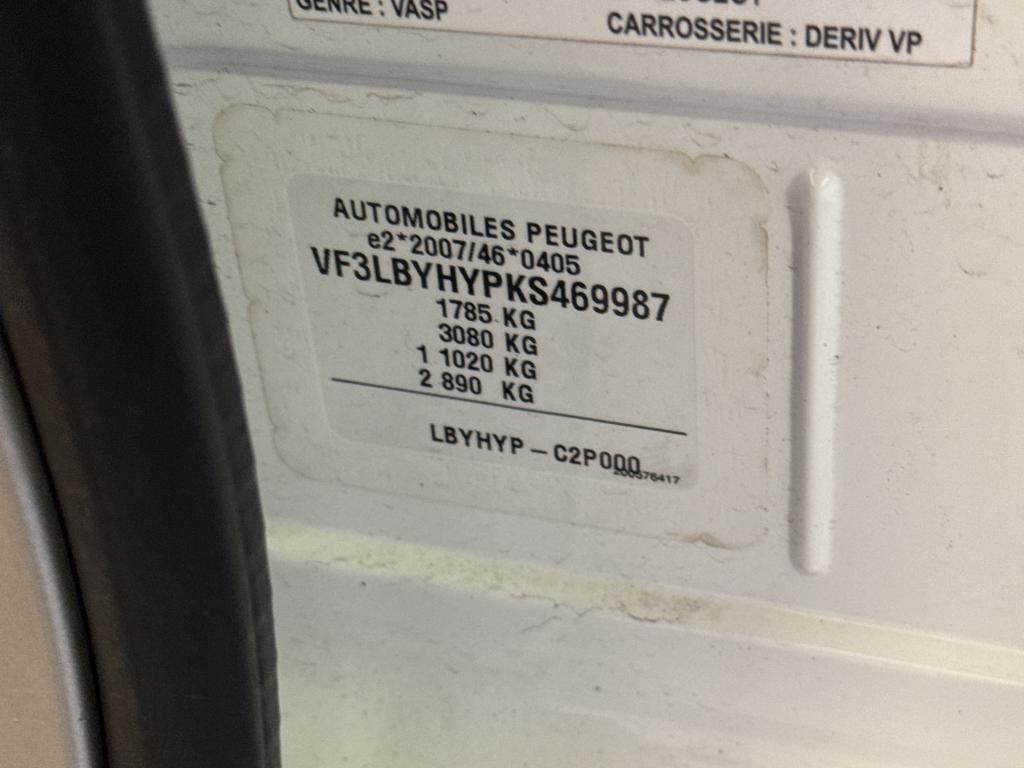 GENRE : VASP
CARROSSERIE : DERIV VP
AUTOMOBILES PEUGEOT
e2*2007/46*0405
VF3LBYHYPKS469987
1785 KG
3080 KG
1 1020 KG
2 890 KG
LBYHYP – C2P000
200576417